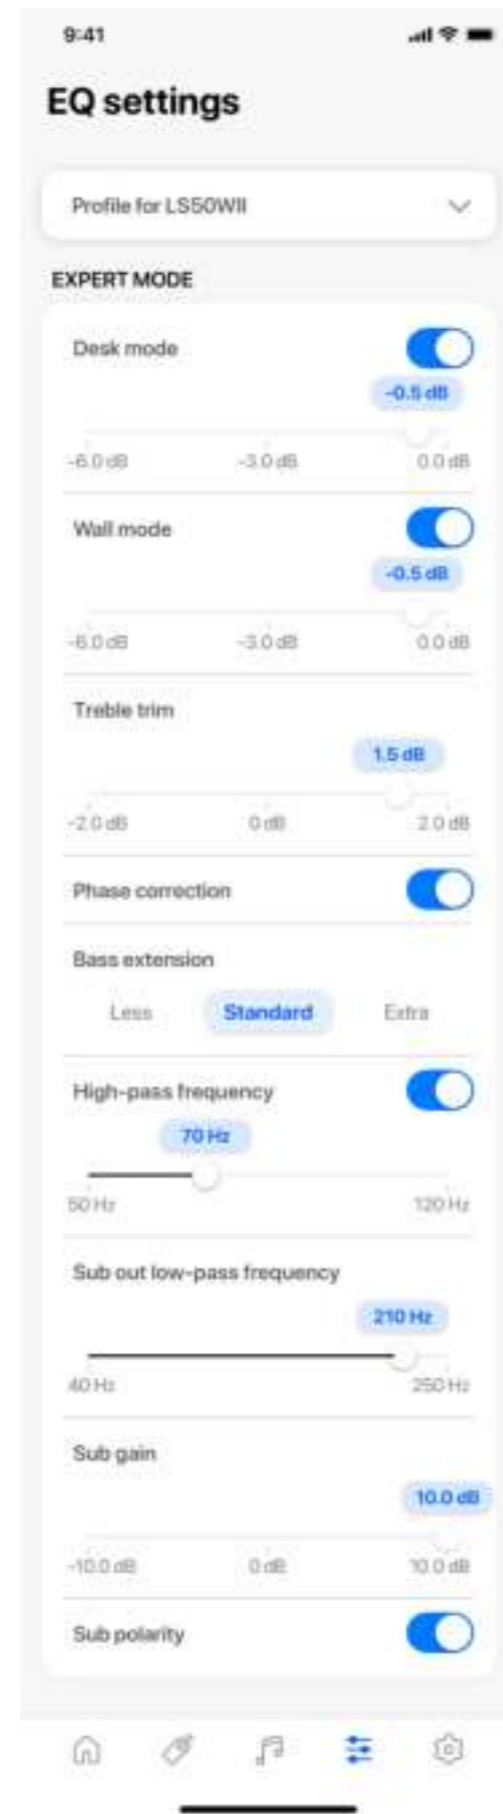 9:41
EQ settings
Profile for LS50WII
EXPERT MODE
Desk mode
-0.5 dB
-6.0 dB -3.0 dB 0.0 dB
Wall mode
-0.5 dB
-6.0 dB -3.0 dB 0.0 dB
Treble trim
1.5 dB
-2.0 dB 0 dB 2.0 dB
Phase correction
Bass extension
Less Standard Extra
High-pass frequency
70 Hz
50 Hz 120 Hz
Sub out low-pass frequency
210 Hz
40 Hz 250 Hz
Sub gain
10.0 dB
-10.0 dB 0 dB 10.0 dB
Sub polarity